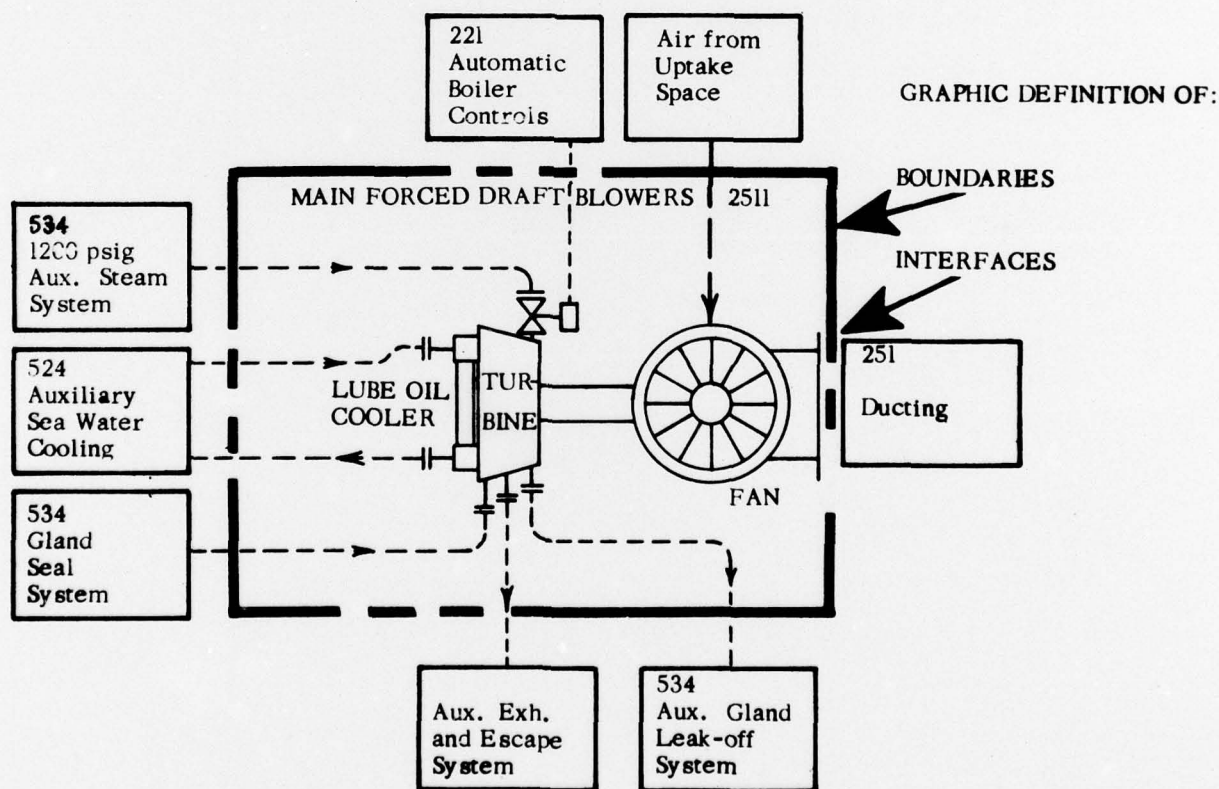 221
Automatic
Boiler
Controls
Air from
Uptake
Space
GRAPHIC DEFINITION OF:
BOUNDARIES
INTERFACES
MAIN FORCED DRAFT BLOWERS 2511
534
1200 psig
Aux. Steam
System
524
Auxiliary
Sea Water
Cooling
534
Gland
Seal
System
LUBE OIL
COOLER
TUR
BINE
FAN
251
Ducting
Aux. Exh.
and Escape
System
534
Aux. Gland
Leak-off
System